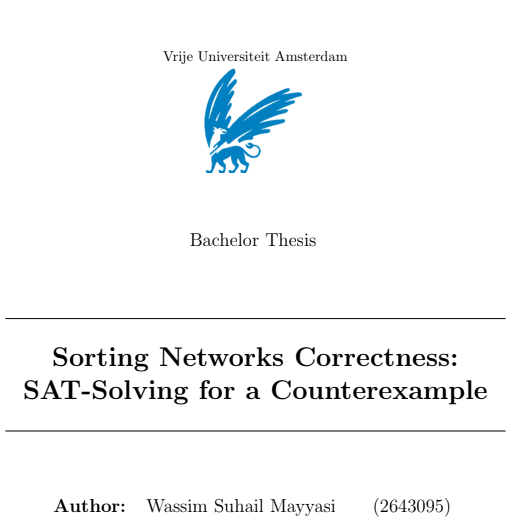 Vrije Universiteit Amsterdam
Bachelor Thesis
Sorting Networks Correctness:
SAT-Solving for a Counterexample
Author: Wassim Suhail Mayyasi (2643095)